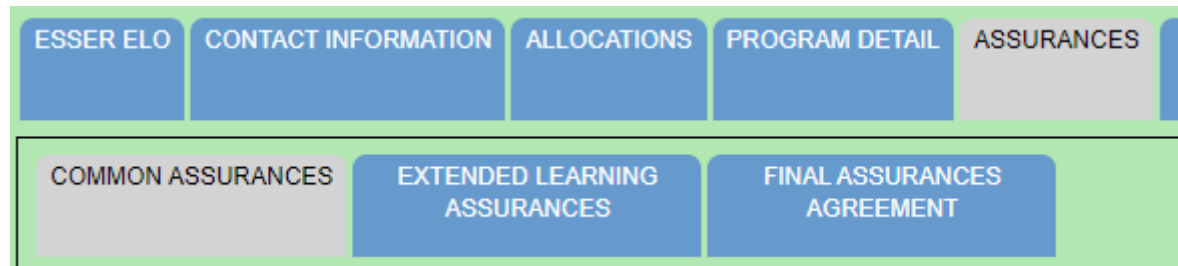 ESSER ELO
CONTACT INFORMATION
ALLOCATIONS
PROGRAM DETAIL
ASSURANCES
COMMON ASSURANCES
EXTENDED LEARNING
ASSURANCES
FINAL ASSURANCES
AGREEMENT